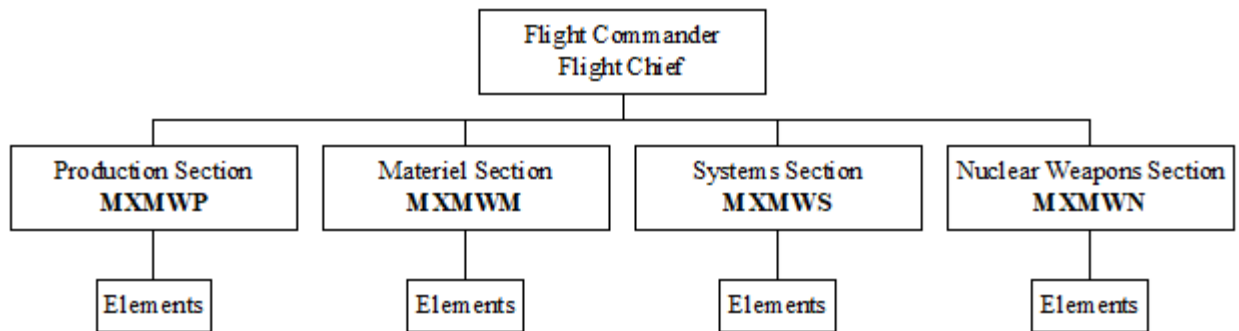 Flight Commander
Flight Chief
Production Section
MXMWP
Materiel Section
MXMWM
Systems Section
MXMWS
Nuclear Weapons Section
MXMWN
Elements
Elements
Elements
Elements